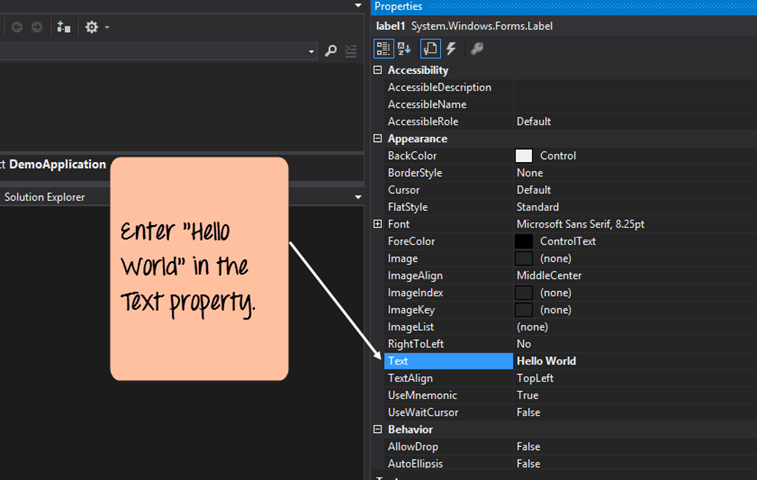 Properties
label1 System.Windows.Forms.Label
Accessibility
AccessibleDescription
AccessibleName
AccessibleRole Default
Appearance
BackColor Control
BorderStyle None
Cursor Default
FlatStyle Standard
Font Microsoft Sans Serif, 8.25pt
ForeColor ControlText
Image (none)
ImageAlign MiddleCenter
ImageIndex (none)
ImageKey (none)
ImageList (none)
RightToLeft No
Text Hello World
TextAlign TopLeft
UseMnemonic True
UseWaitCursor False
Behavior
AllowDrop False
AutoEllipsis False
ct DemoApplication
Solution Explorer
Enter "Hello
World" in the
Text property.